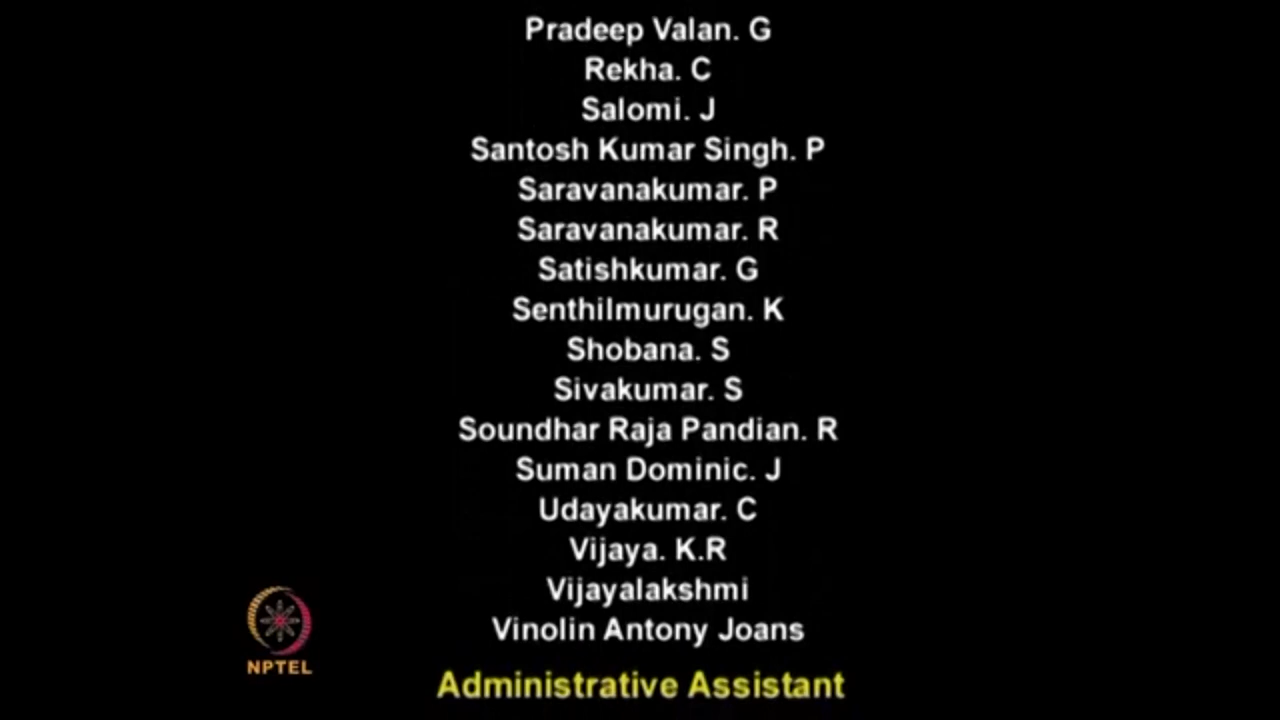 Pradeep Valan. G
Rekha. C
Salomi. J
Santosh Kumar Singh. P
Saravanakumar. P
Saravanakumar. R
Satishkumar. G
Senthilmurugan. K
Shobana. S
Sivakumar. S
Soundhar Raja Pandian. R
Suman Dominic. J
Udayakumar. C
Vijaya. K.R
Vijayalakshmi
Vinolin Antony Joans
NPTEL
Administrative Assistant